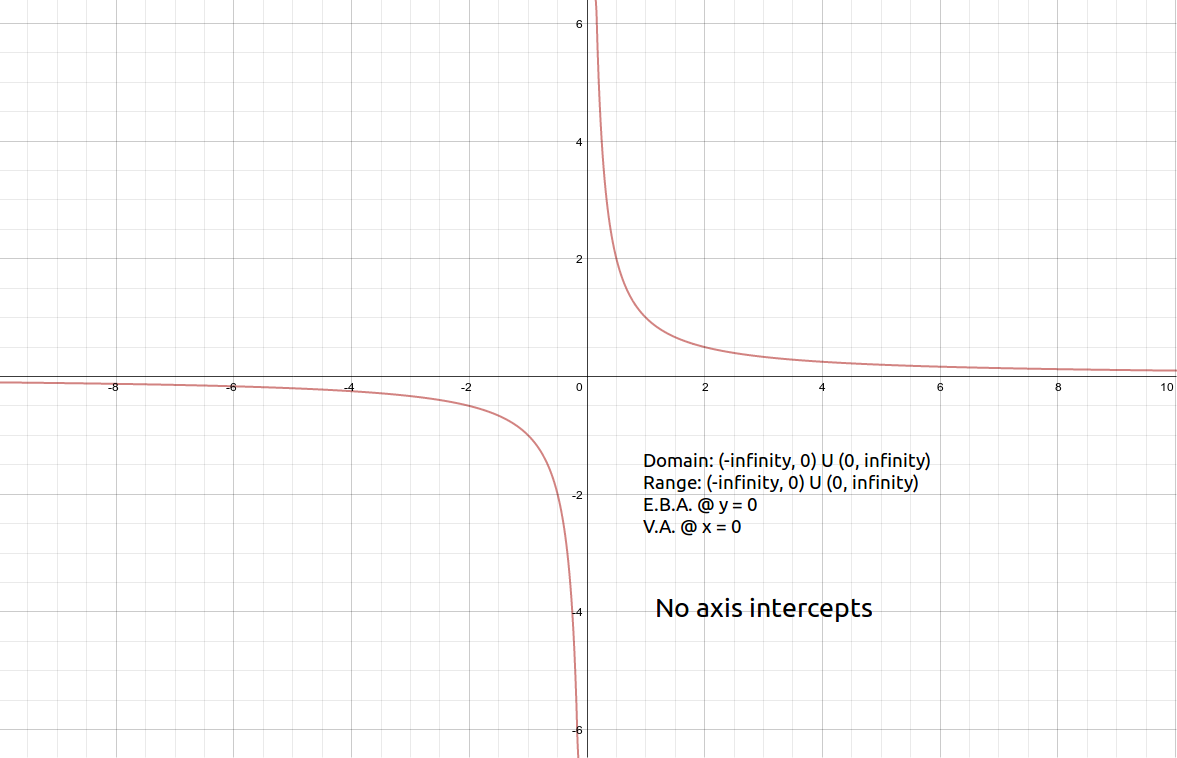 6
4
2
-8 -6 -4 -2 0 2 4 6 8 10
Domain: (-infinity, 0) U (0, infinity)
Range: (-infinity, 0) U (0, infinity)
-2
E.B.A. @ y = 0
V.A. @ x = 0
-4
No axis intercepts
-6